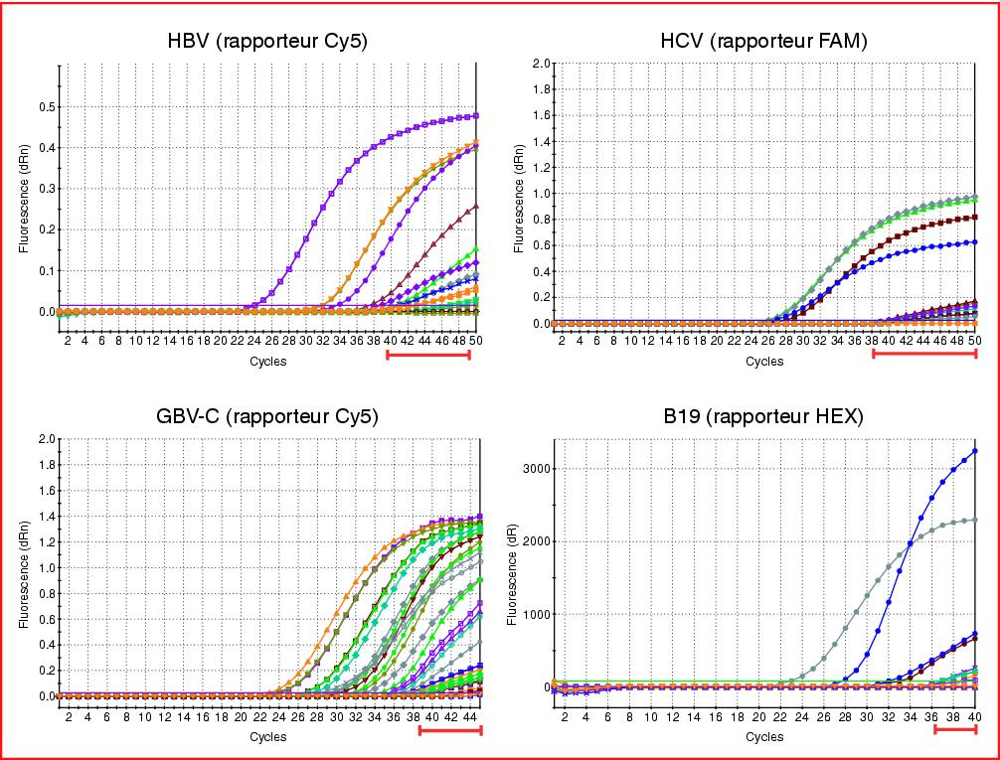 HBV (rapporteur Cy5)
Fluorescence (dRn)
0.5
0.4
0.3
0.2
0.1
0.0
2 4 6 8 10 12 14 16 18 20 22 24 26 28 30 32 34 36 38 40 42 44 46 48 50
Cycles
HCV (rapporteur FAM)
Fluorescence (dRn)
2.0
1.8
1.6
1.4
1.2
1.0
0.8
0.6
0.4
0.2
0.0
2 4 6 8 10 12 14 16 18 20 22 24 26 28 30 32 34 36 38 40 42 44 46 48 50
Cycles
GBV-C (rapporteur Cy5)
Fluorescence (dRn)
2.0
1.8
1.6
1.4
1.2
1.0
0.8
0.6
0.4
0.2
0.0
2 4 6 8 10 12 14 16 18 20 22 24 26 28 30 32 34 36 38 40 42 44
Cycles
B19 (rapporteur HEX)
Fluorescence (dR)
3000
2000
1000
0
2 4 6 8 10 12 14 16 18 20 22 24 26 28 30 32 34 36 38 40
Cycles